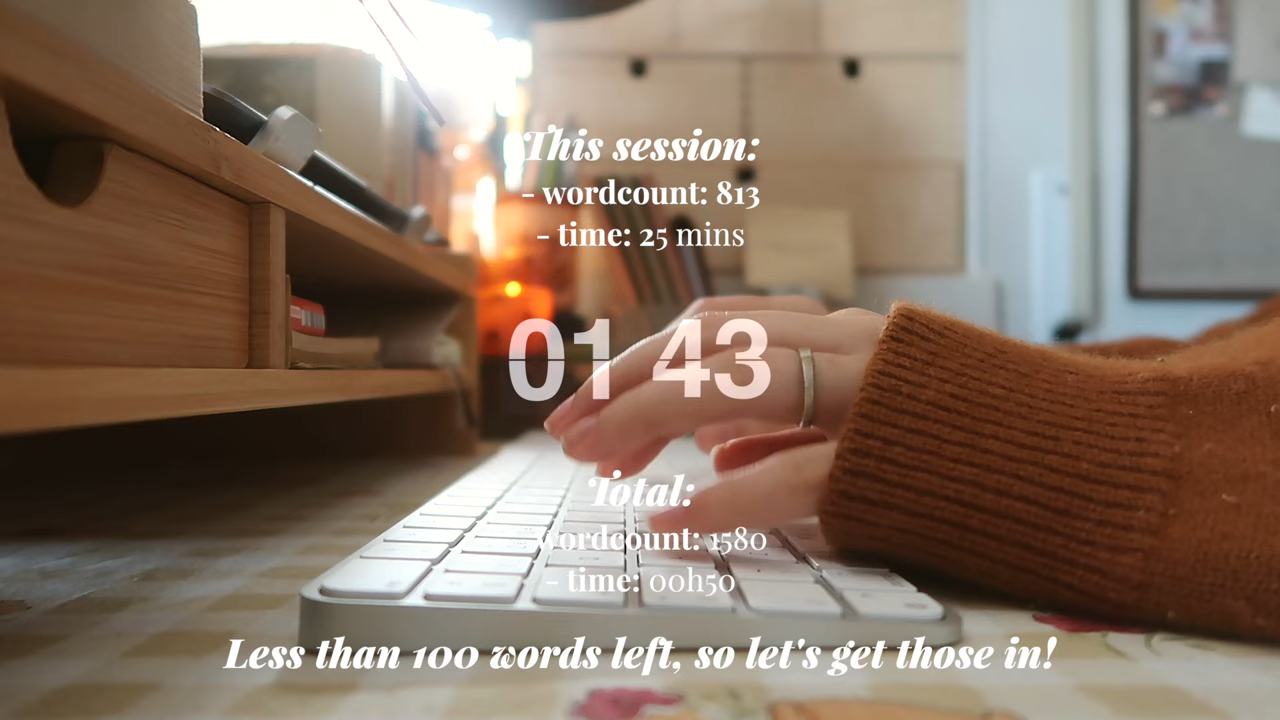 This session:
- wordcount: 813
- time: 25 mins
01 43
Total:
- wordcount: 1580
- time: 00h50
Less than 100 words left, so let's get those in!